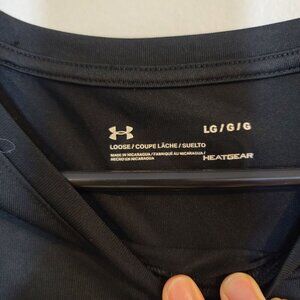 LG / G / G
LOOSE / COUPE LÂCHE / SUELTO
MADE IN NICARAGUA / FABRIQUÉ AU NICARAGUA /
HECHO EN NICARAGUA
HEATGEAR